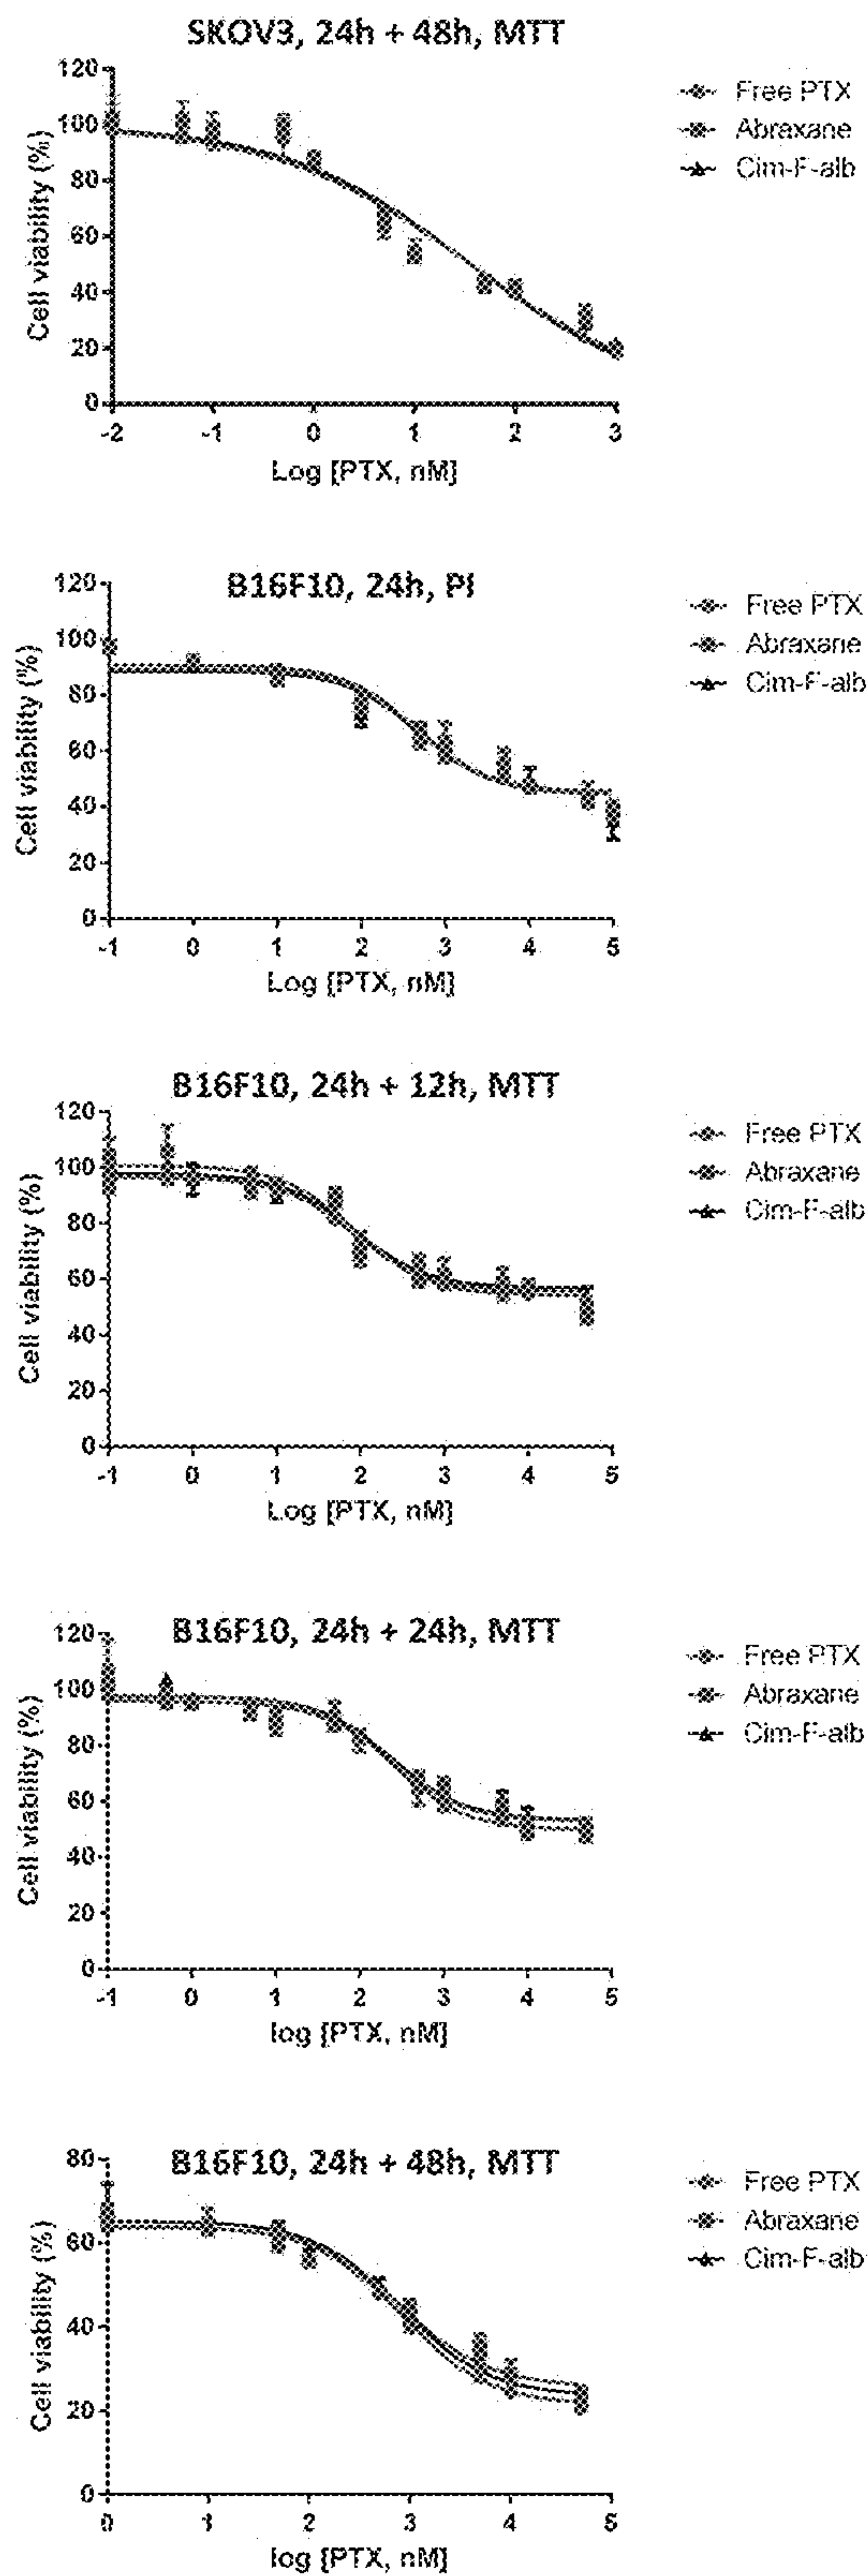 SKOV3, 24h + 48h, MTT
120
100
80
60
40
20
0
Cell viability (%)
-2 -1 0 1 2 3
Log [PTX, nM]
Free PTX
Abraxane
Cim-F-alb
B16F10, 24h, PI
120
100
80
60
40
20
0
Cell viability (%)
-1 0 1 2 3 4 5
Log [PTX, nM]
Free PTX
Abraxane
Cim-F-alb
B16F10, 24h + 12h, MTT
120
100
80
60
40
20
0
Cell viability (%)
-1 0 1 2 3 4 5
Log [PTX, nM]
Free PTX
Abraxane
Cim-F-alb
B16F10, 24h + 24h, MTT
120
100
80
60
40
20
0
Cell viability (%)
-1 0 1 2 3 4 5
log [PTX, nM]
Free PTX
Abraxane
Cim-F-alb
B16F10, 24h + 48h, MTT
80
60
40
20
0
Cell viability (%)
0 1 2 3 4 5
log [PTX, nM]
Free PTX
Abraxane
Cim-F-alb